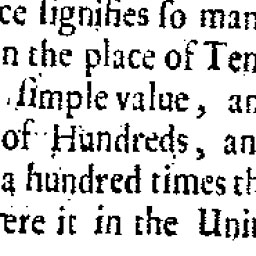 ce ſignifies ſo man
n the place of Ten
ſimple value, an
of Hundreds, an
a hundred times th
ere it in the Unit